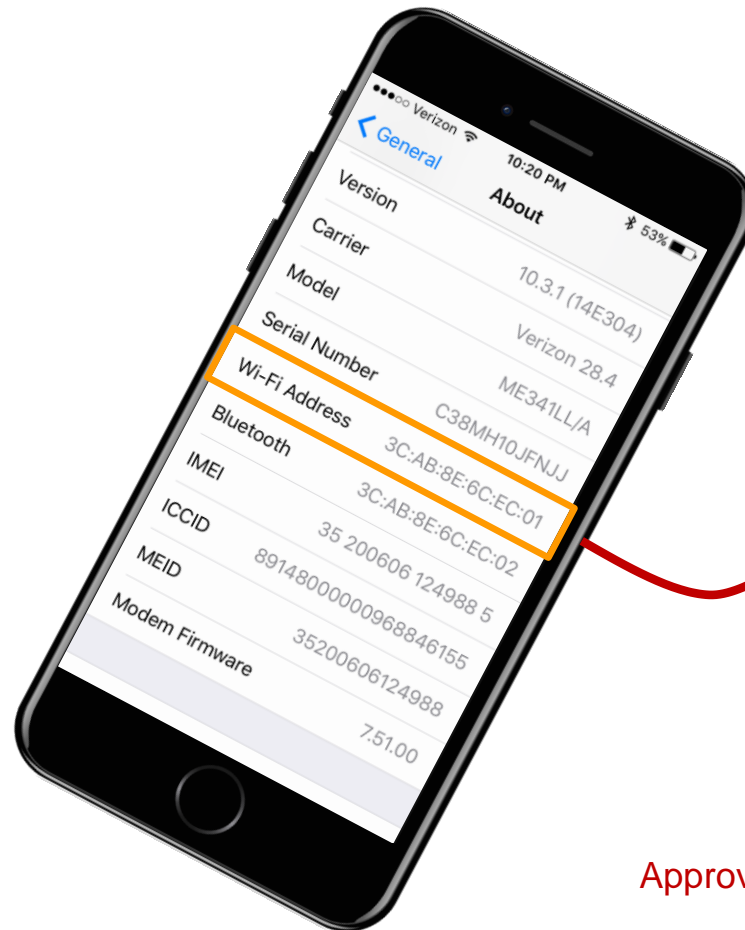 ●●●○○ Verizon 10:20 PM 53%
General About
Version 10.3.1 (14E304)
Carrier Verizon 28.4
Model ME341LL/A
Serial Number C38MH10JFNJJ
Wi-Fi Address 3C:AB:8E:6C:EC:01
Bluetooth 3C:AB:8E:6C:EC:02
IMEI 35 200606 124988 5
ICCID 89148000000968846155
MEID 35200606124988
Modem Firmware 7.51.00
Approv